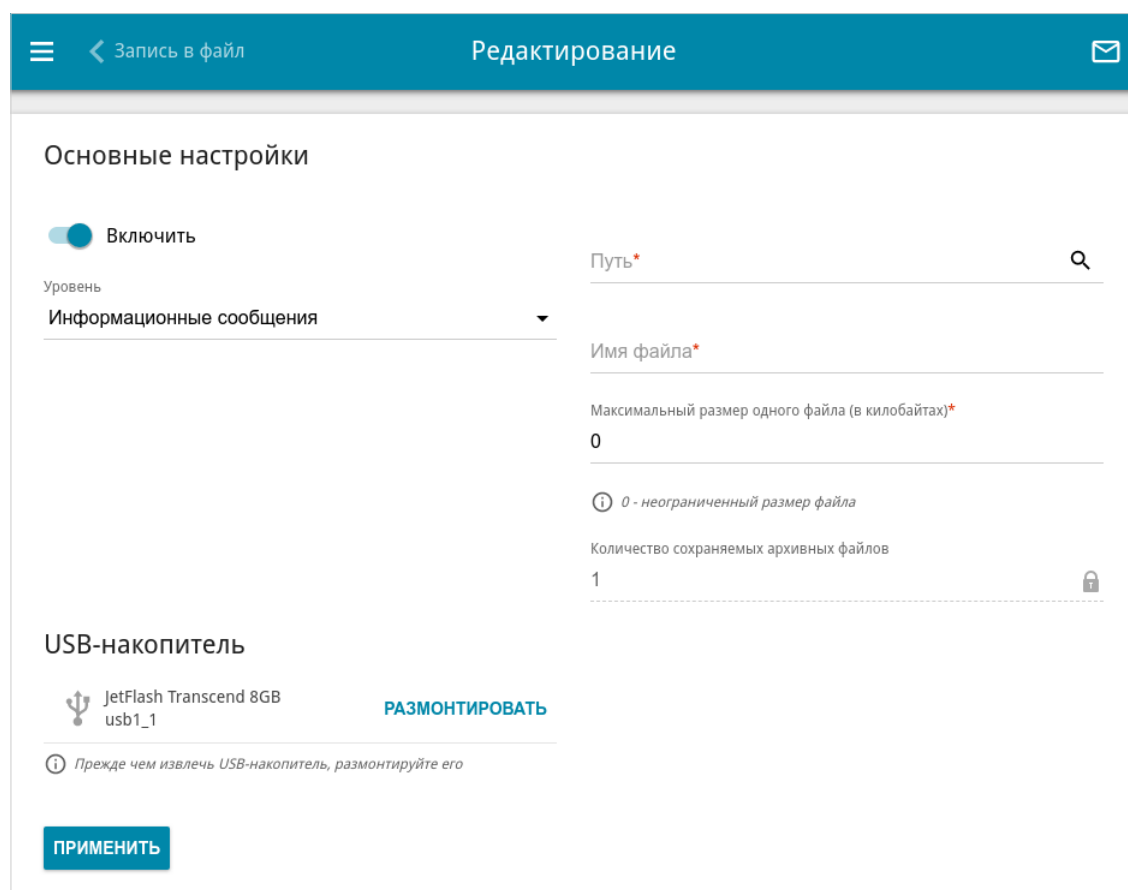 Запись в файл
Редактирование
Основные настройки
Включить
Уровень
Информационные сообщения
Путь*
Имя файла*
Максимальный размер одного файла (в килобайтах)*
0
0 - неограниченный размер файла
Количество сохраняемых архивных файлов
1
USB-накопитель
JetFlash Transcend 8GB
usb1_1
РАЗМОНТИРОВАТЬ
Прежде чем извлечь USB-накопитель, размонтируйте его
ПРИМЕНИТЬ